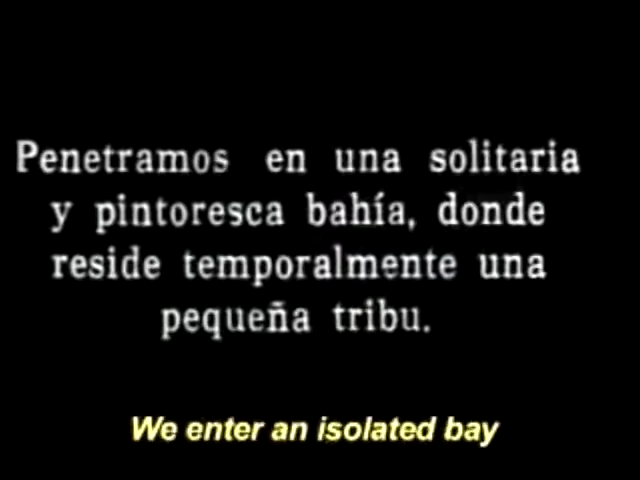 Penetramos en una solitaria
y pintoresca bahía, donde
reside temporalmente una
pequeña tribu.
We enter an isolated bay